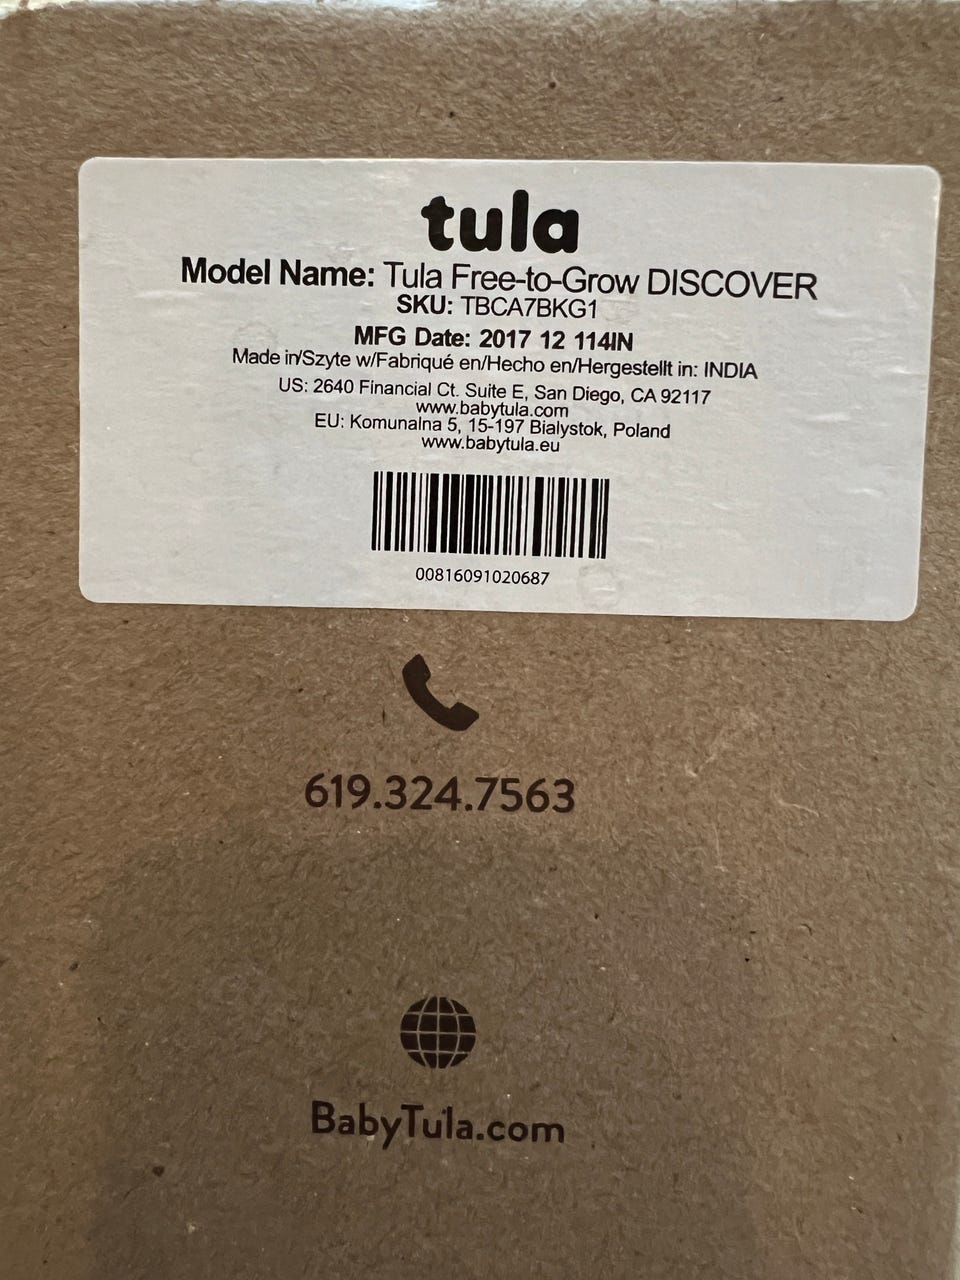 tula
Model Name: Tula Free-to-Grow DISCOVER
SKU: TBCA7BKG1
MFG Date: 2017 12 114IN
Made in/Szyte w/Fabriqué en/Hecho en/Hergestellt in: INDIA
US: 2640 Financial Ct. Suite E, San Diego, CA 92117
www.babytula.com
EU: Komunalna 5, 15-197 Bialystok, Poland
www.babytula.eu
00816091020687
619.324.7563
BabyTula.com